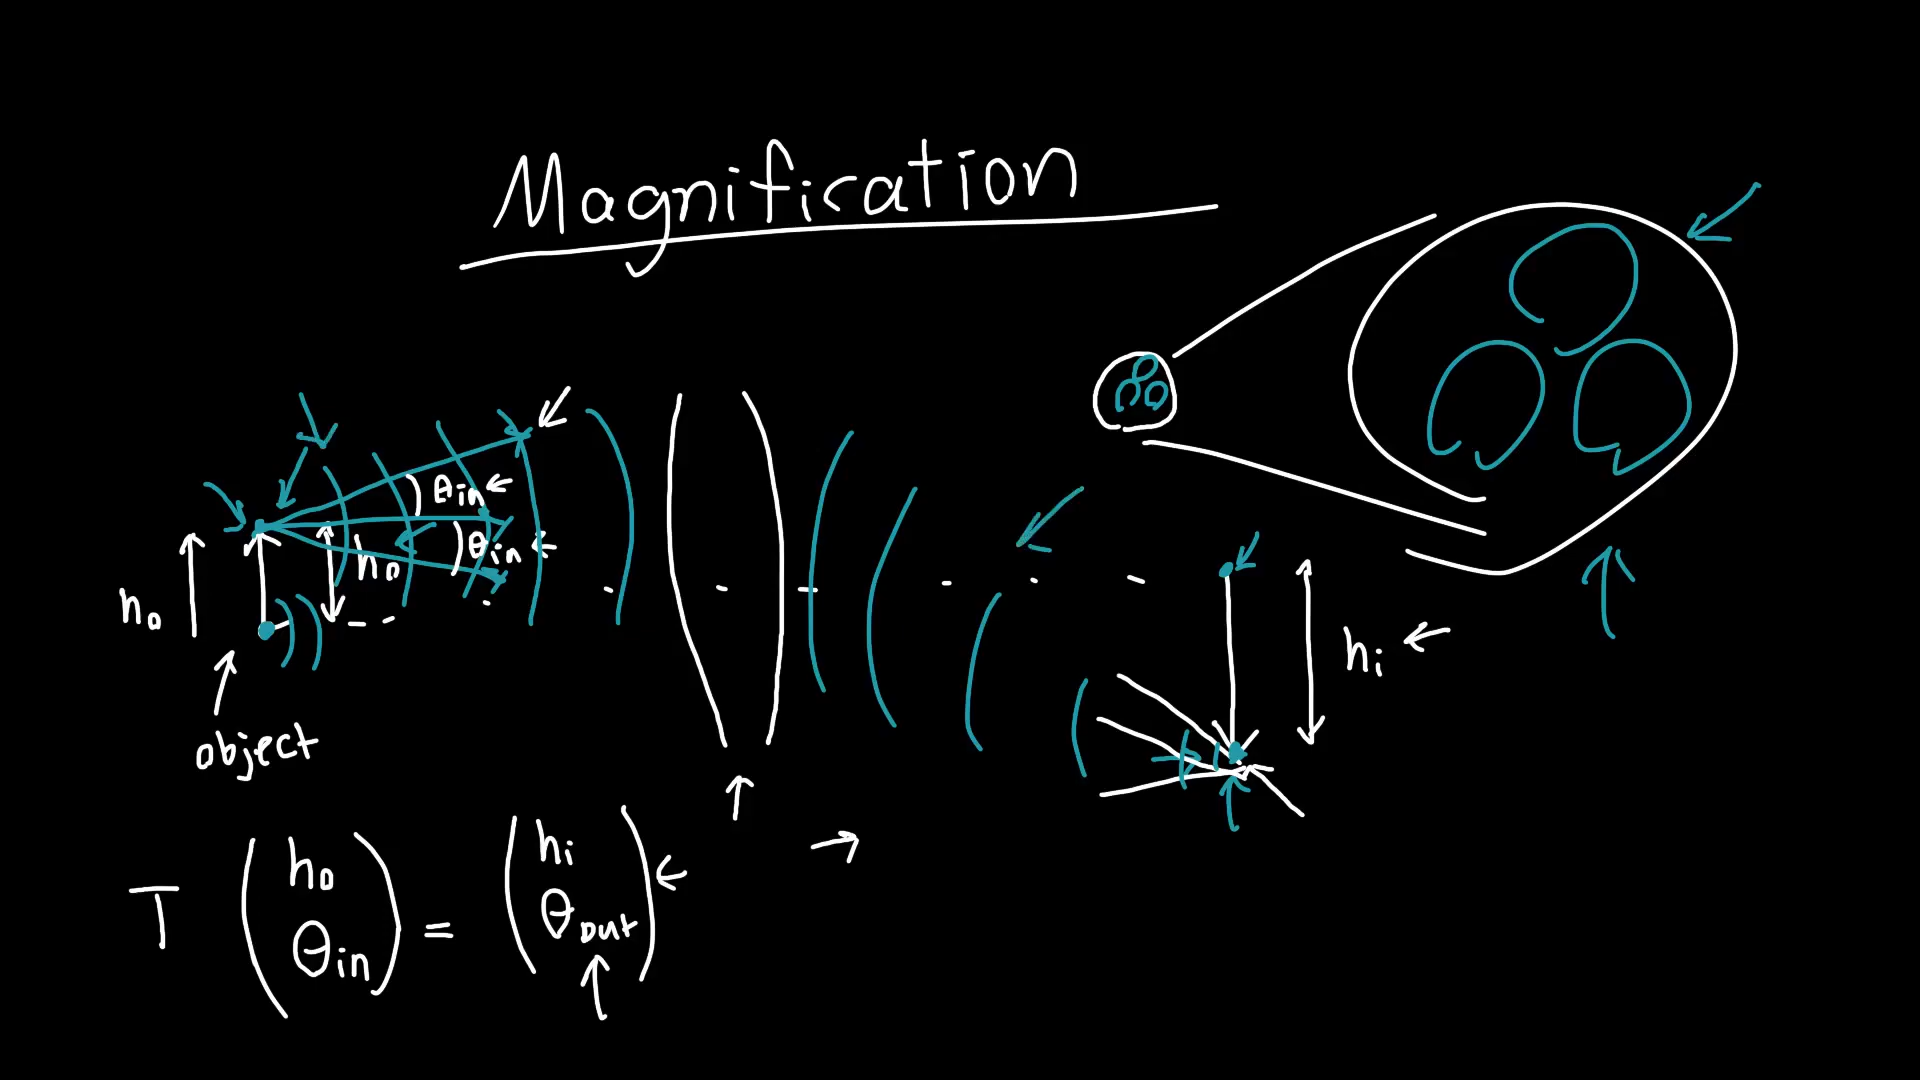 Magnification
θin
θin
ho
ho
hi
object
T (ho θin) = (hi θout)